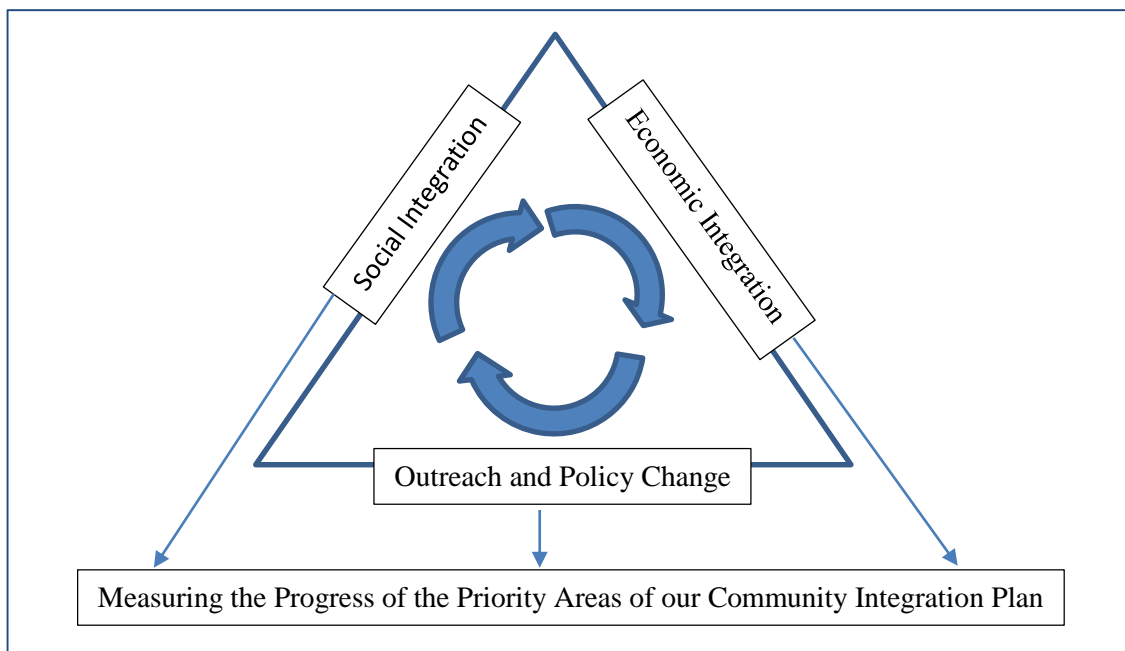 Social Integration
Economic Integration
Outreach and Policy Change
Measuring the Progress of the Priority Areas of our Community Integration Plan